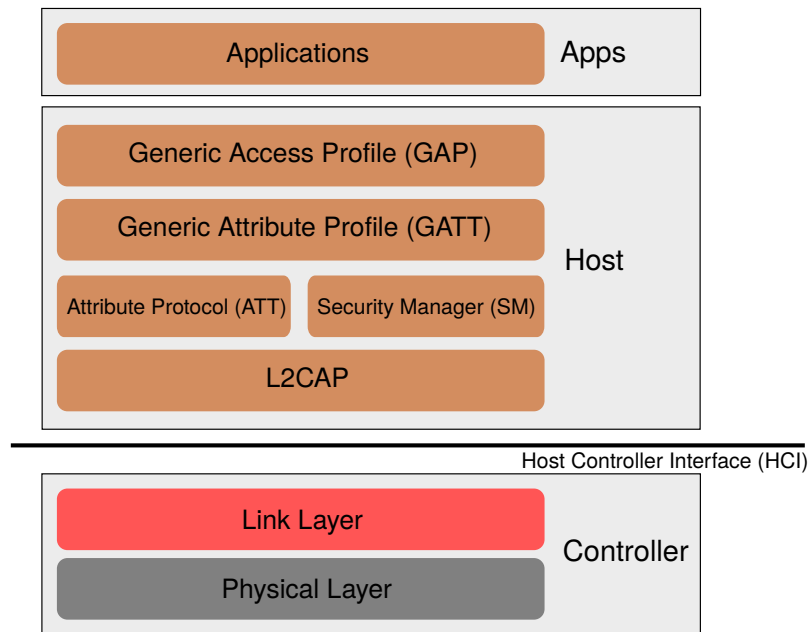 Applications
Apps
Generic Access Profile (GAP)
Generic Attribute Profile (GATT)
Host
Attribute Protocol (ATT)
Security Manager (SM)
L2CAP
Host Controller Interface (HCI)
Link Layer
Controller
Physical Layer